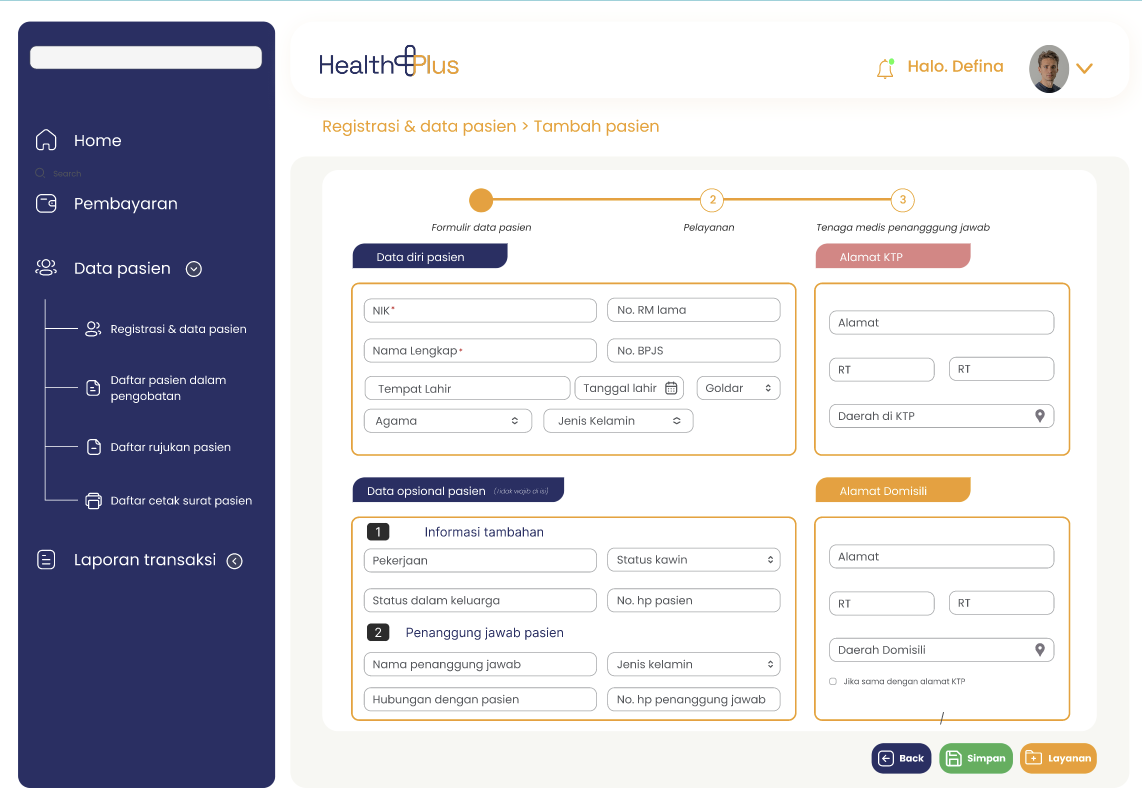 Home
Search
Pembayaran
Data pasien
Registrasi & data pasien
Daftar pasien dalam
pengobatan
Daftar rujukan pasien
Daftar cetak surat pasien
Laporan transaksi
Health Plus
Halo. Defina
Registrasi & data pasien > Tambah pasien
2
3
Formulir data pasien
Pelayanan
Tenaga medis penangggung jawab
Data diri pasien
NIK*
No. RM lama
Nama Lengkap*
No. BPJS
Tempat Lahir
Tanggal lahir
Goldar
Agama
Jenis Kelamin
Alamat KTP
Alamat
RT
RT
Daerah di KTP
Data opsional pasien (tidak wajib di isi)
1
Informasi tambahan
Pekerjaan
Status kawin
Status dalam keluarga
No. hp pasien
2
Penanggung jawab pasien
Nama penanggung jawab
Jenis kelamin
Hubungan dengan pasien
No. hp penanggung jawab
Alamat Domisili
Alamat
RT
RT
Daerah Domisili
Jika sama dengan alamat KTP
/
Back
Simpan
Layanan